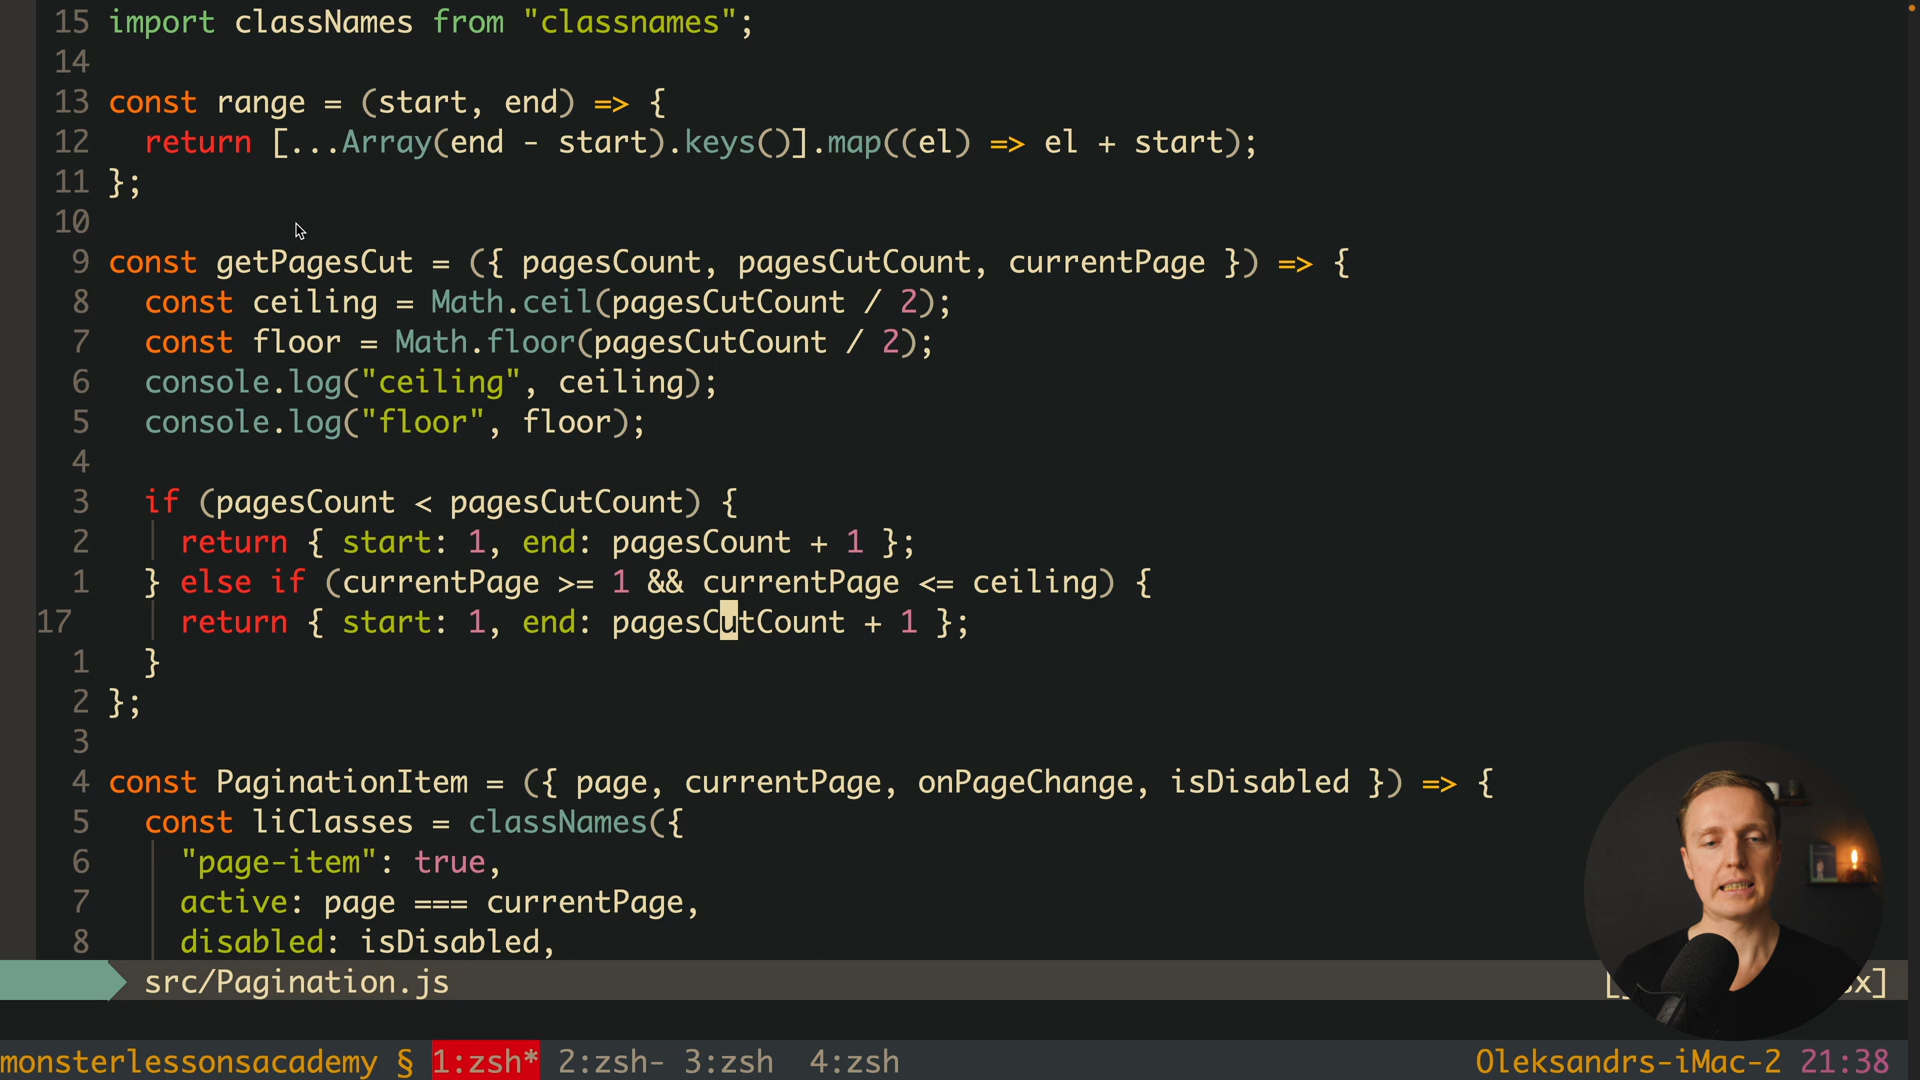 15 import classNames from "classnames";
14
13 const range = (start, end) => {
12   return [...Array(end - start).keys()].map((el) => el + start);
11 };
10
9 const getPagesCut = ({ pagesCount, pagesCutCount, currentPage }) => {
8   const ceiling = Math.ceil(pagesCutCount / 2);
7   const floor = Math.floor(pagesCutCount / 2);
6   console.log("ceiling", ceiling);
5   console.log("floor", floor);
4
3   if (pagesCount < pagesCutCount) {
2     return { start: 1, end: pagesCount + 1 };
1   } else if (currentPage >= 1 && currentPage <= ceiling) {
17     return { start: 1, end: pagesCutCount + 1 };
1   }
2 };
3
4 const PaginationItem = ({ page, currentPage, onPageChange, isDisabled }) => {
5   const liClasses = classNames({
6     "page-item": true,
7     active: page === currentPage,
8     disabled: isDisabled,
src/Pagination.js
monsterlessonsacademy § 1:zsh* 2:zsh- 3:zsh 4:zsh Oleksandrs-iMac-2 21:38